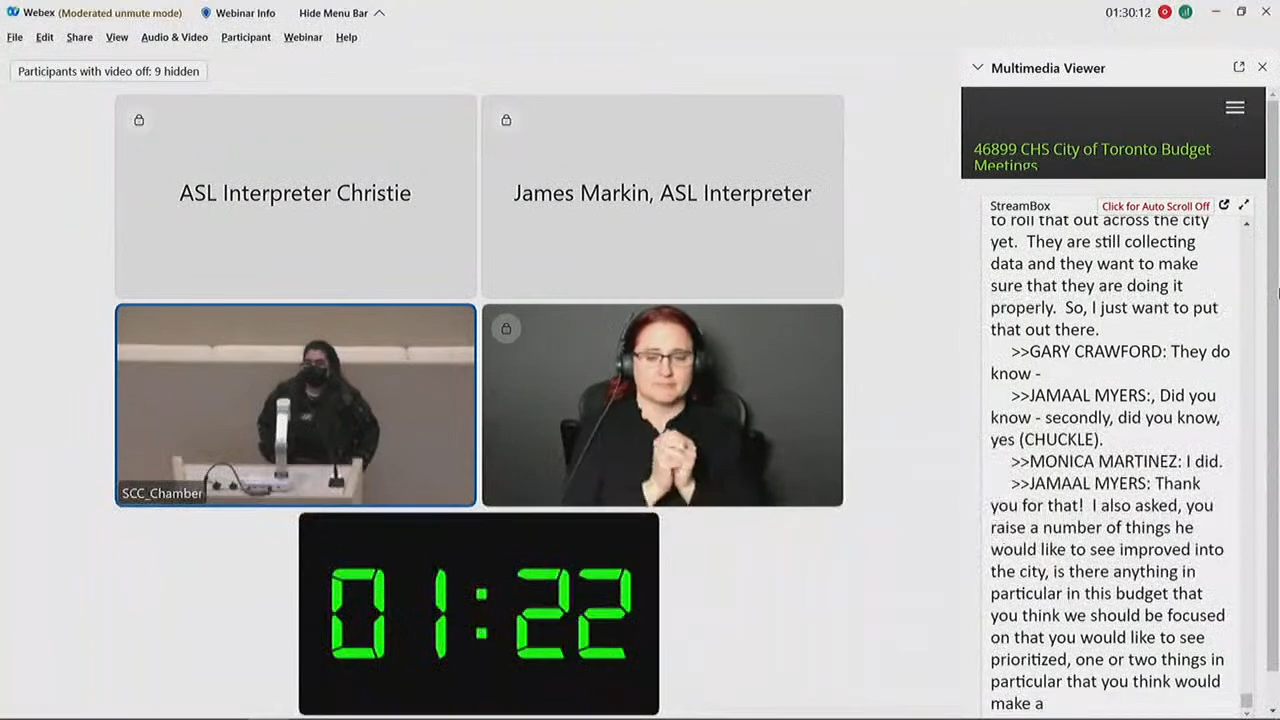 Webex (Moderated unmute mode) Webinar Info Hide Menu Bar 01:30:12
File Edit Share View Audio & Video Participant Webinar Help
Participants with video off: 9 hidden
Multimedia Viewer
ASL Interpreter Christie
James Markin, ASL Interpreter
SCC_Chamber
01:22
46899 CHS City of Toronto Budget
Meetings
StreamBox Click for Auto Scroll Off
to roll that out across the city
yet. They are still collecting
data and they want to make
sure that they are doing it
properly. So, I just want to put
that out there.
>>GARY CRAWFORD: They do
know -
>>JAMAAL MYERS:, Did you
know - secondly, did you know,
yes (CHUCKLE).
>>MONICA MARTINEZ: I did.
>>JAMAAL MYERS: Thank
you for that! I also asked, you
raise a number of things he
would like to see improved into
the city, is there anything in
particular in this budget that
you think we should be focused
on that you would like to see
prioritized, one or two things in
particular that you think would
make a